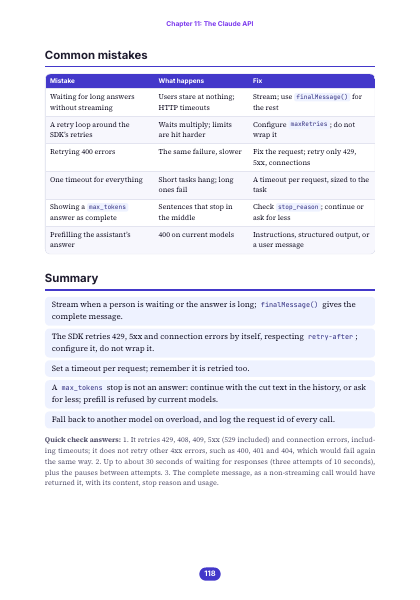 Chapter 11: The Claude API
Common mistakes
Mistake What happens Fix
Waiting for long answers without streaming Users stare at nothing; HTTP timeouts Stream; use finalMessage() for the rest
A retry loop around the SDK's retries Waits multiply; limits are hit harder Configure maxRetries; do not wrap it
Retrying 400 errors The same failure, slower Fix the request; retry only 429, 5xx, connections
One timeout for everything Short tasks hang; long ones fail A timeout per request, sized to the task
Showing a max_tokens answer as complete Sentences that stop in the middle Check stop_reason; continue or ask for less
Prefilling the assistant's answer 400 on current models Instructions, structured output, or a user message
Summary
Stream when a person is waiting or the answer is long; finalMessage() gives the
complete message.
The SDK retries 429, 5xx and connection errors by itself, respecting retry-after;
configure it, do not wrap it.
Set a timeout per request; remember it is retried too.
A max_tokens stop is not an answer: continue with the cut text in the history, or ask
for less; prefill is refused by current models.
Fall back to another model on overload, and log the request id of every call.
Quick check answers: 1. It retries 429, 408, 409, 5xx (529 included) and connection errors, includ-
ing timeouts; it does not retry other 4xx errors, such as 400, 401 and 404, which would fail again
the same way. 2. Up to about 30 seconds of waiting for responses (three attempts of 10 seconds),
plus the pauses between attempts. 3. The complete message, as a non-streaming call would have
returned it, with its content, stop reason and usage.
118